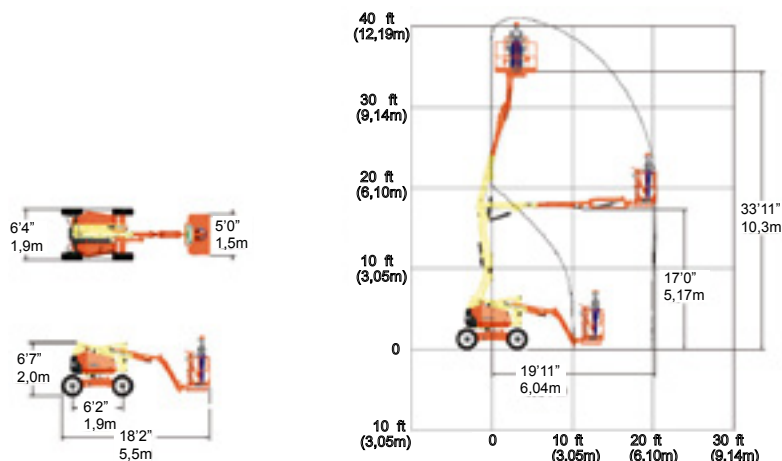 6'4"
1,9m
5'0"
1,5m
6'7"
2,0m
6'2"
1,9m
18'2"
5,5m
40 ft
(12,19m)
30 ft
(9,14m)
20 ft
(6,10m)
10 ft
(3,05m)
0
10 ft
(3,05m)
33'11"
10,3m
17'0"
5,17m
19'11"
6,04m
0
10 ft
(3,05m)
20 ft
(6,10m)
30 ft
(9,14m)